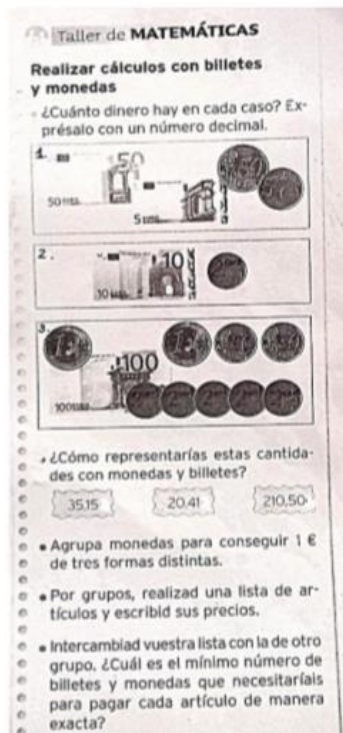 Taller de MATEMÁTICAS
Realizar cálculos con billetes
y monedas
¿Cuánto dinero hay en cada caso? Ex-
présalo con un número decimal.
1.
50
50
5
2.
10
10
3.
100
100
• ¿Cómo representarías estas cantida-
des con monedas y billetes?
35,15 20,41 210,50
• Agrupa monedas para conseguir 1 €
de tres formas distintas.
• Por grupos, realizad una lista de ar-
tículos y escribid sus precios.
• Intercambiad vuestra lista con la de otro
grupo. ¿Cuál es el mínimo número de
billetes y monedas que necesitaríais
para pagar cada artículo de manera
exacta?